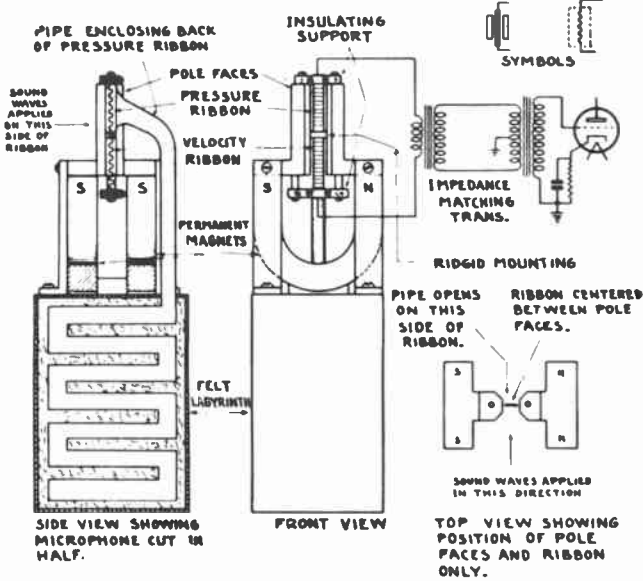 PIPE ENCLOSING BACK
OF PRESSURE RIBBON
SOUND
WAVES
APPLIED
ON THIS
SIDE OF
RIBBON
POLE FACES
PRESSURE
RIBBON
VELOCITY
RIBBON
S
S
PERMANENT
MAGNETS
FELT
LABYRINTH
SIDE VIEW SHOWING
MICROPHONE CUT IN
HALF.
INSULATING
SUPPORT
S
N
FRONT VIEW
SYMBOLS
IMPEDANCE
MATCHING
TRANS.
RIDGID MOUNTING
PIPE OPENS
ON THIS
SIDE OF
RIBBON.
RIBBON CENTERED
BETWEEN POLE
FACES.
S
N
S
N
SOUND WAVES APPLIED
IN THIS DIRECTION
TOP VIEW SHOWING
POSITION OF POLE
FACES AND RIBBON
ONLY.